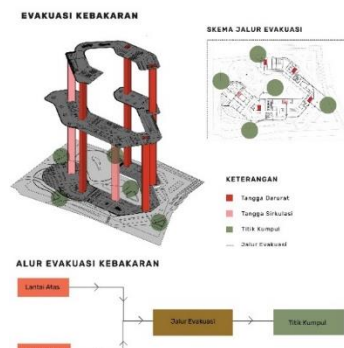 EVAKUASI KEBAKARAN
SKEMA JALUR EVAKUASI
KETERANGAN
Tangga Darurat
Tangga Sirkulasi
Titik Kumpul
Jalur Evakuasi
ALUR EVAKUASI KEBAKARAN
Lantai Atas
Jalur Evakuasi
Titik Kumpul